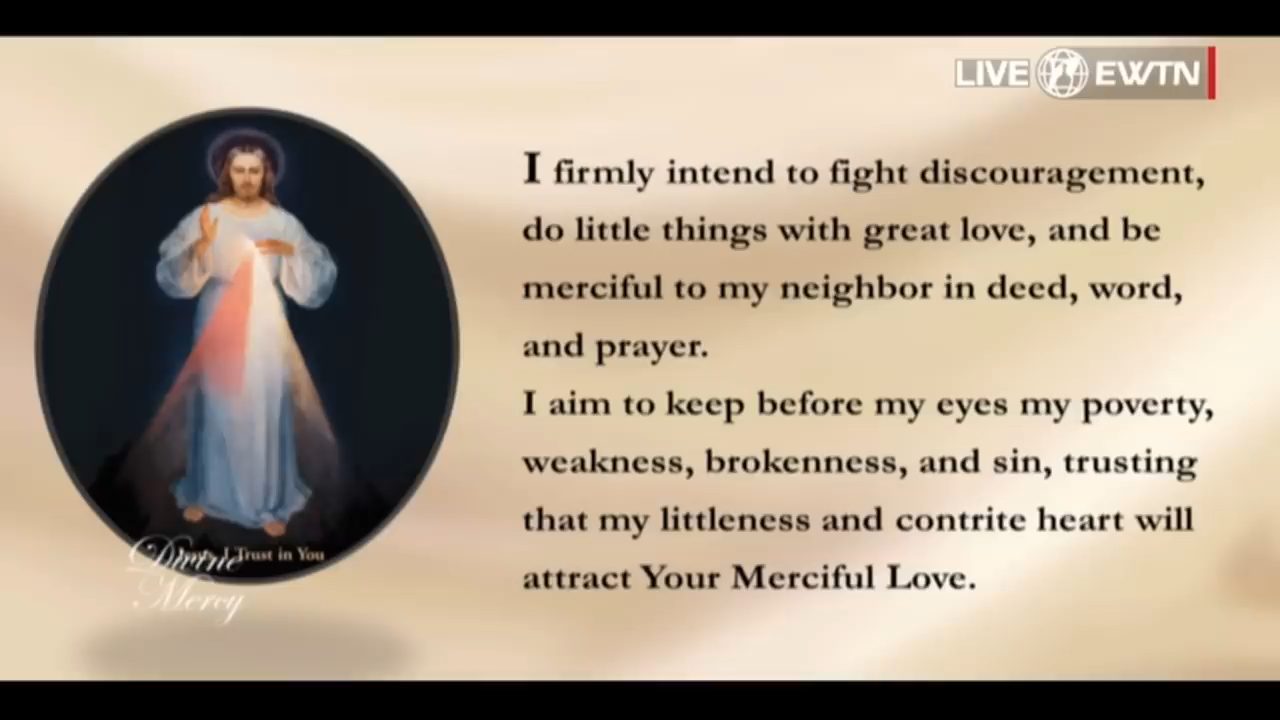 LIVE EWTN
I firmly intend to fight discouragement,
do little things with great love, and be
merciful to my neighbor in deed, word,
and prayer.
I aim to keep before my eyes my poverty,
weakness, brokenness, and sin, trusting
that my littleness and contrite heart will
attract Your Merciful Love.
I Trust in You
Divine
Mercy